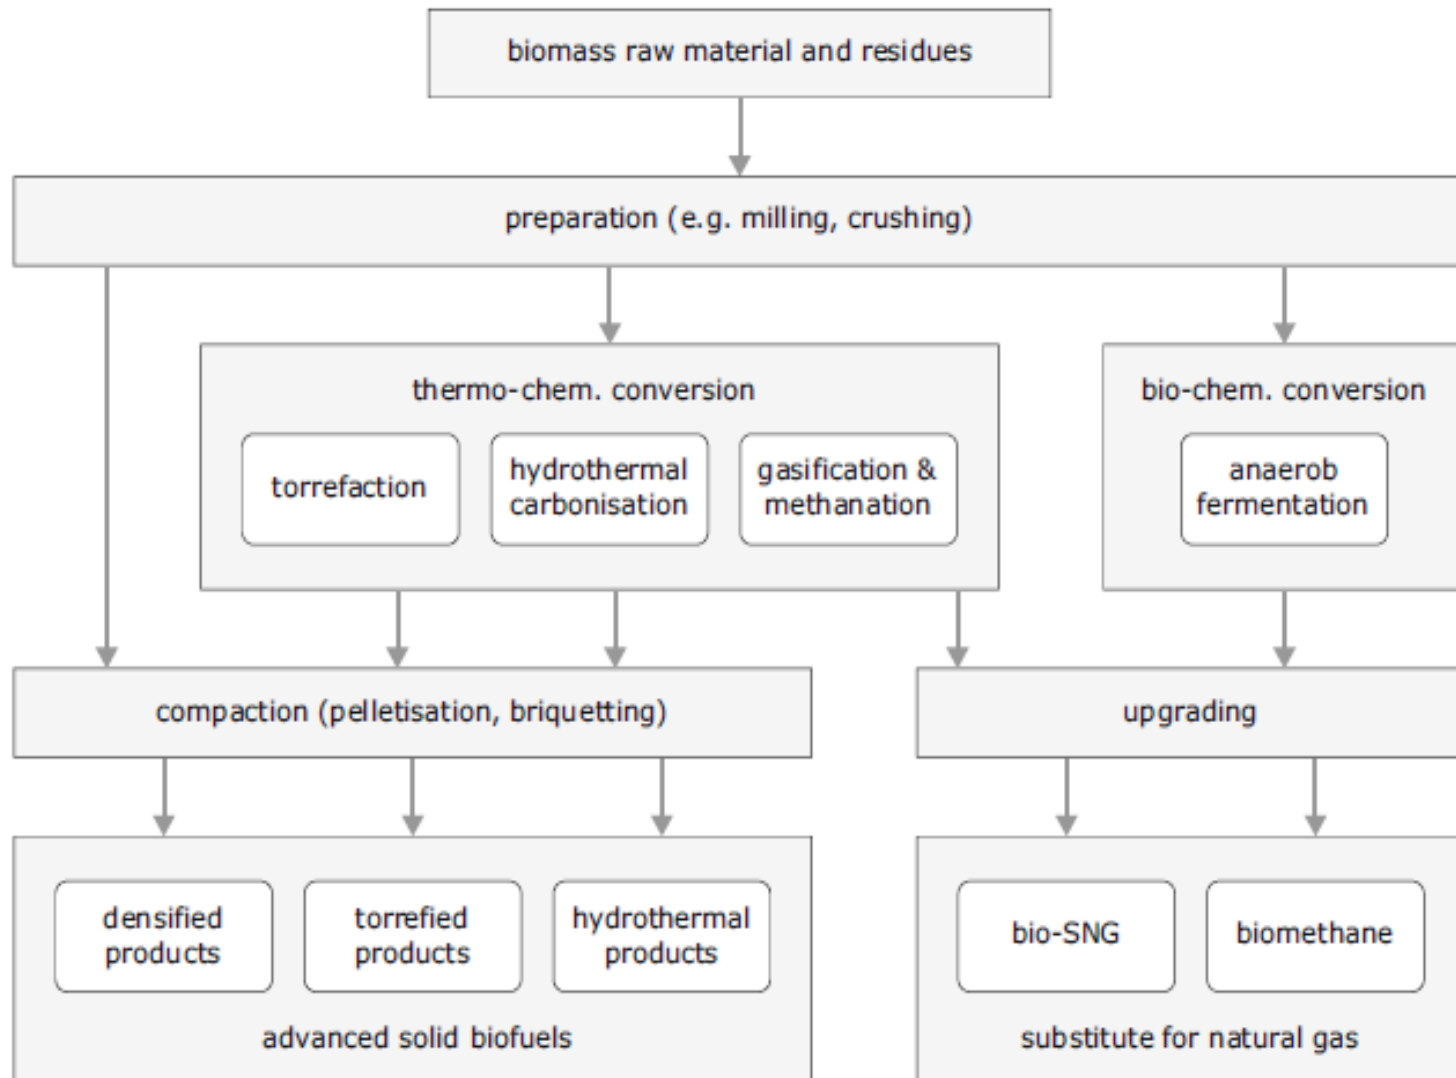 biomass raw material and residues
preparation (e.g. milling, crushing)
thermo-chem. conversion
torrefaction
hydrothermal
carbonisation
gasification &
methanation
bio-chem. conversion
anaerob
fermentation
compaction (pelletisation, briquetting)
upgrading
densified
products
torrefied
products
hydrothermal
products
advanced solid biofuels
bio-SNG
biomethane
substitute for natural gas